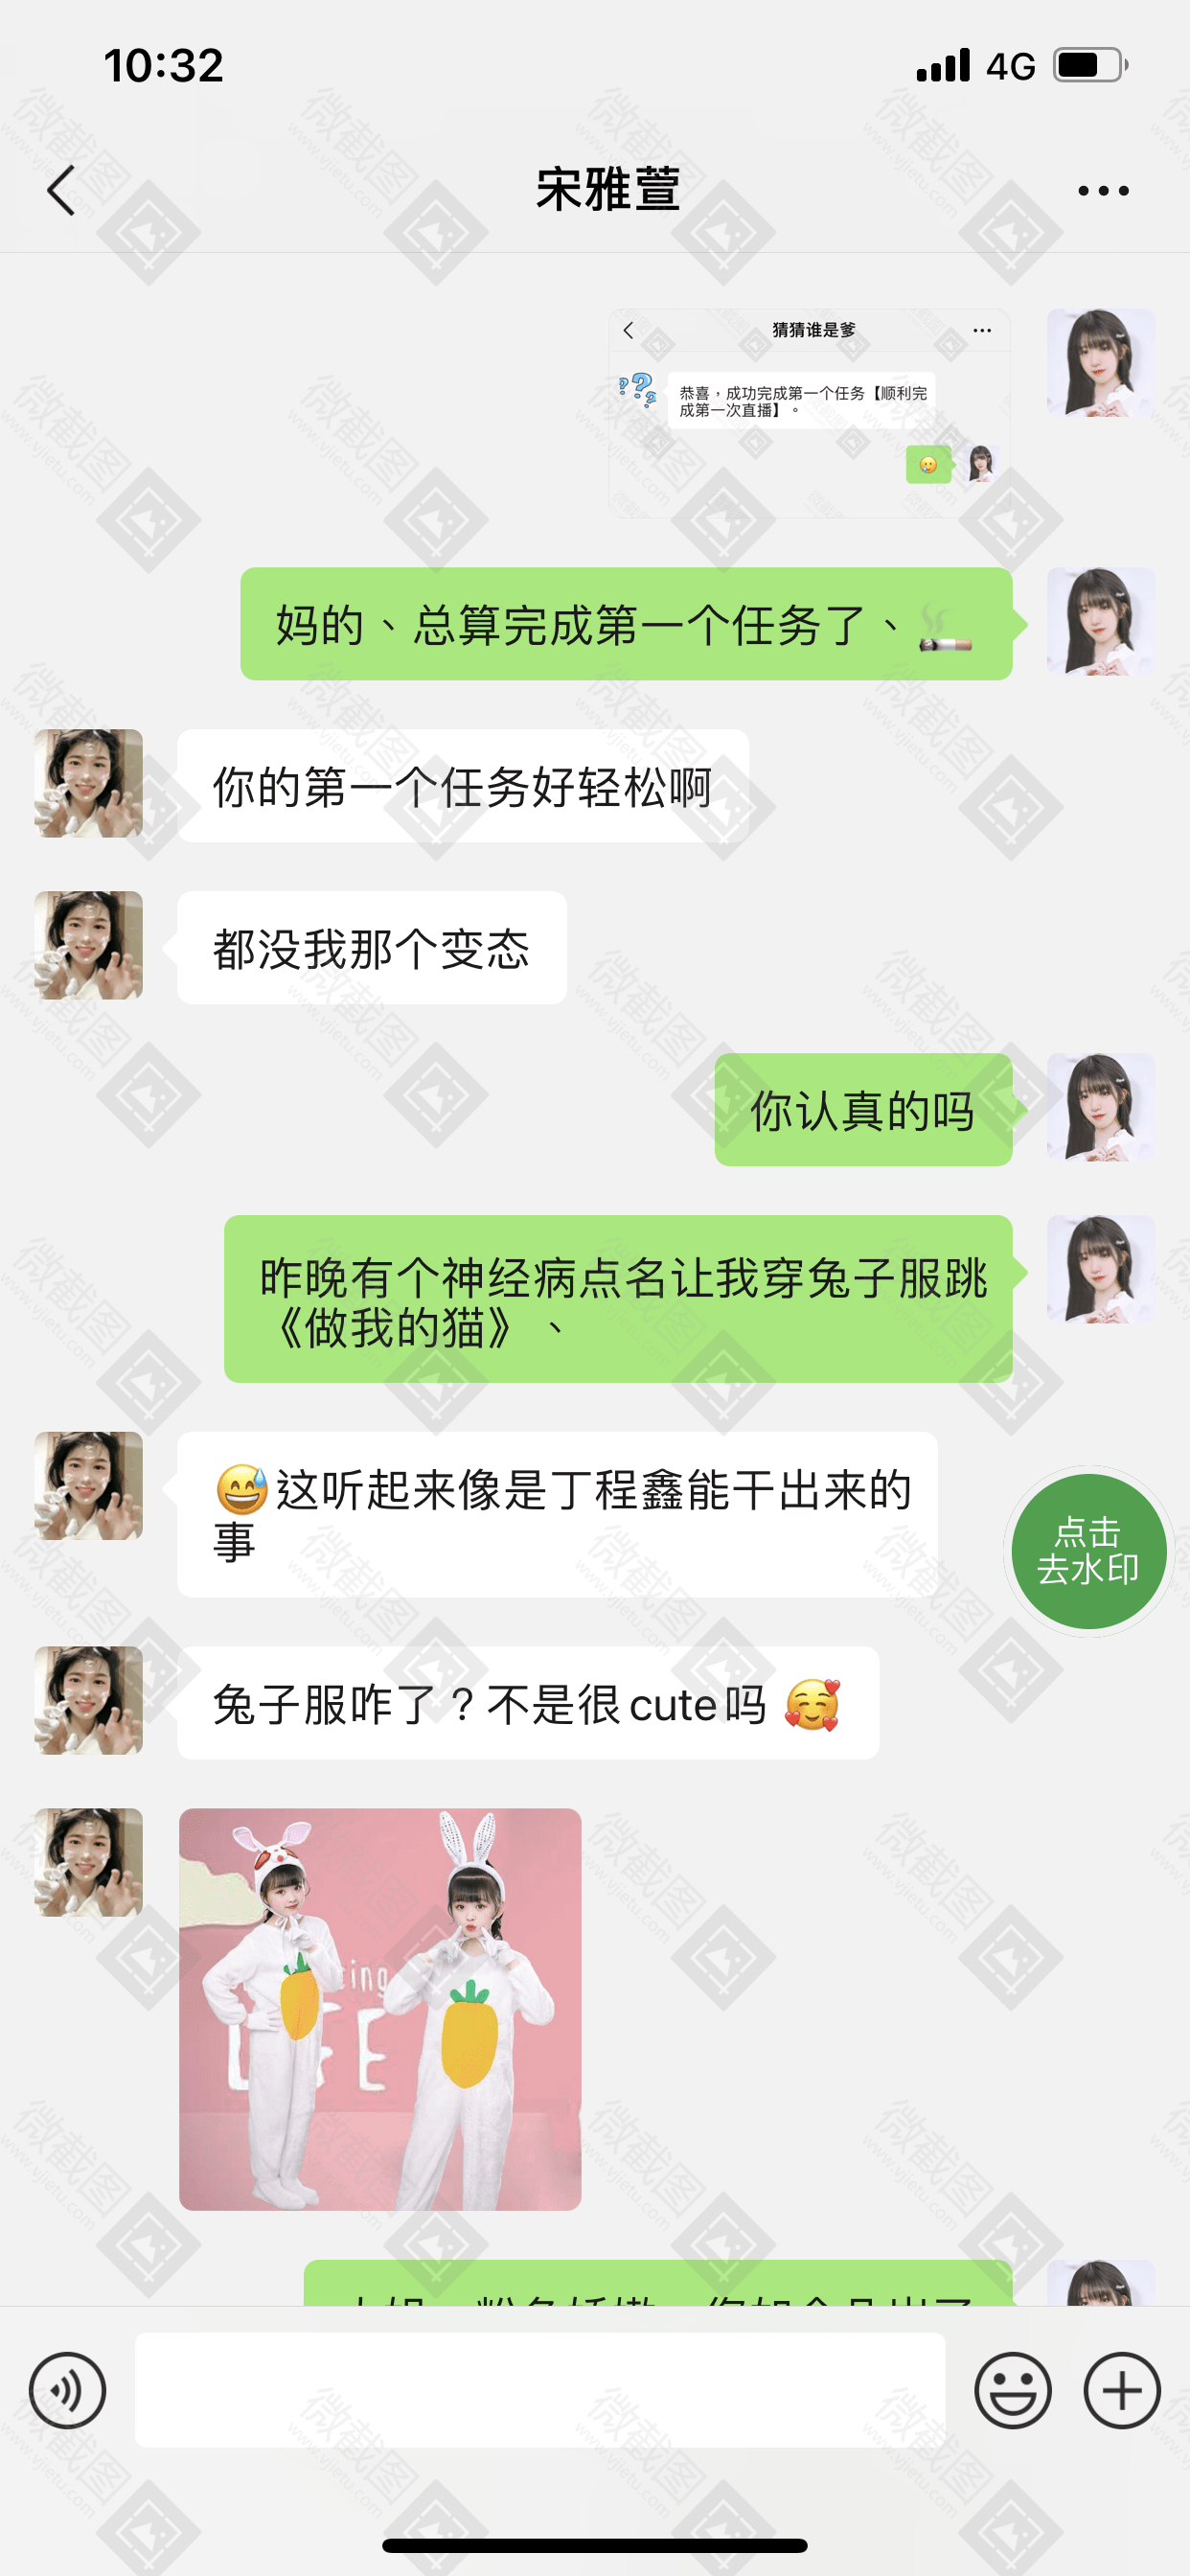 10:32
4G
宋雅萱
猜猜谁是爹
恭喜，成功完成第一个任务【顺利完
成第一次直播】。
妈的、总算完成第一个任务了、🚬
你的第一个任务好轻松啊
都没我那个变态
你认真的吗
昨晚有个神经病点名让我穿兔子服跳
《做我的猫》、
😅这听起来像是丁程鑫能干出来的
事
点击
去水印
兔子服咋了？不是很cute吗 🥰
微截图
www.vjietu.com